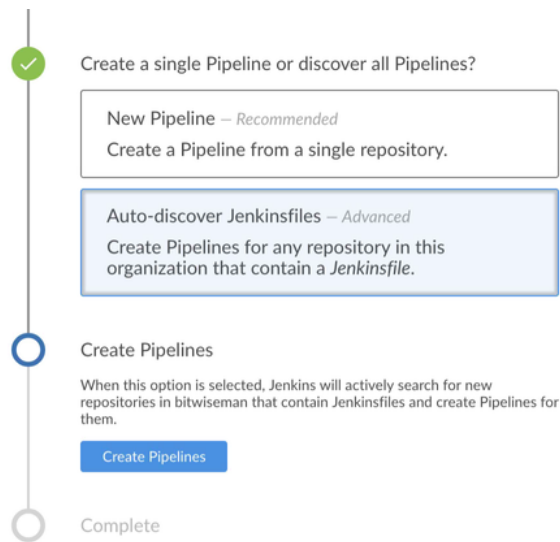 Create a single Pipeline or discover all Pipelines?
New Pipeline – Recommended
Create a Pipeline from a single repository.
Auto-discover Jenkinsfiles – Advanced
Create Pipelines for any repository in this
organization that contain a Jenkinsfile.
Create Pipelines
When this option is selected, Jenkins will actively search for new
repositories in bitwiseman that contain Jenkinsfiles and create Pipelines for
them.
Create Pipelines
Complete